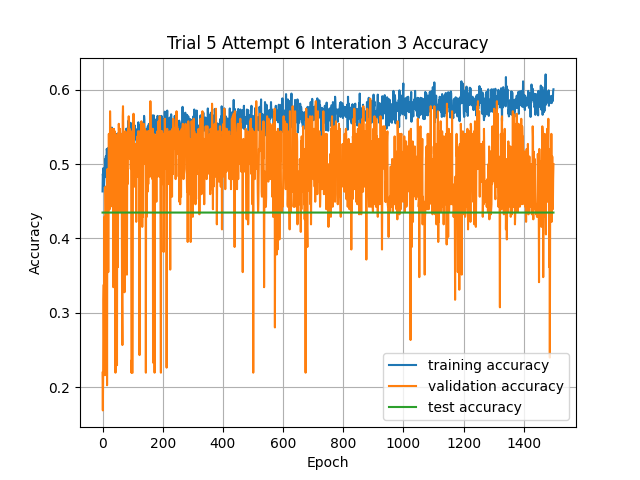 Trial 5 Attempt 6 Interation 3 Accuracy
0.6
0.5
0.4
0.3
0.2
Accuracy
training accuracy
validation accuracy
test accuracy
0 200 400 600 800 1000 1200 1400
Epoch